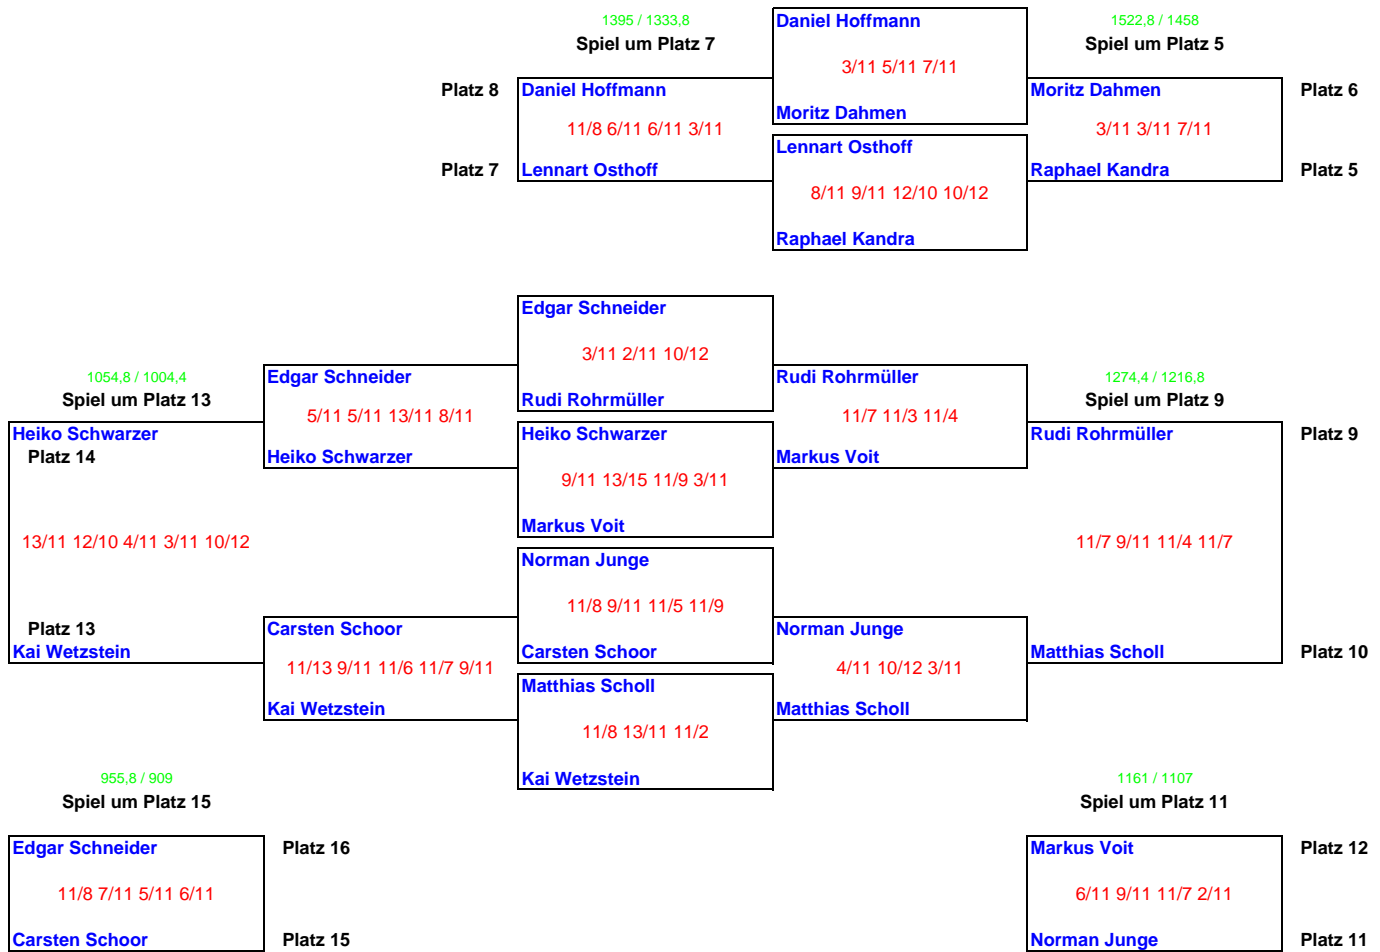 1395 / 1333,8
Daniel Hoffmann
1522,8 / 1458
Spiel um Platz 7
Spiel um Platz 5
3/11 5/11 7/11
Platz 8
Daniel Hoffmann
Moritz Dahmen
Platz 6
Moritz Dahmen
11/8 6/11 6/11 3/11
3/11 3/11 7/11
Lennart Osthoff
Platz 7
Lennart Osthoff
Raphael Kandra
Platz 5
8/11 9/11 12/10 10/12
Raphael Kandra
Edgar Schneider
3/11 2/11 10/12
1054,8 / 1004,4
Edgar Schneider
Rudi Rohrmüller
1274,4 / 1216,8
Spiel um Platz 13
Rudi Rohrmüller
Spiel um Platz 9
5/11 5/11 13/11 8/11
11/7 11/3 11/4
Heiko Schwarzer
Heiko Schwarzer
Rudi Rohrmüller
Platz 9
Platz 14
Heiko Schwarzer
Markus Voit
9/11 13/15 11/9 3/11
Markus Voit
13/11 12/10 4/11 3/11 10/12
11/7 9/11 11/4 11/7
Norman Junge
11/8 9/11 11/5 11/9
Platz 13
Carsten Schoor
Norman Junge
Kai Wetzstein
Carsten Schoor
Matthias Scholl
Platz 10
11/13 9/11 11/6 11/7 9/11
4/11 10/12 3/11
Matthias Scholl
Kai Wetzstein
Matthias Scholl
11/8 13/11 11/2
955,8 / 909
Kai Wetzstein
1161 / 1107
Spiel um Platz 15
Spiel um Platz 11
Edgar Schneider
Platz 16
Markus Voit
Platz 12
11/8 7/11 5/11 6/11
6/11 9/11 11/7 2/11
Carsten Schoor
Platz 15
Norman Junge
Platz 11